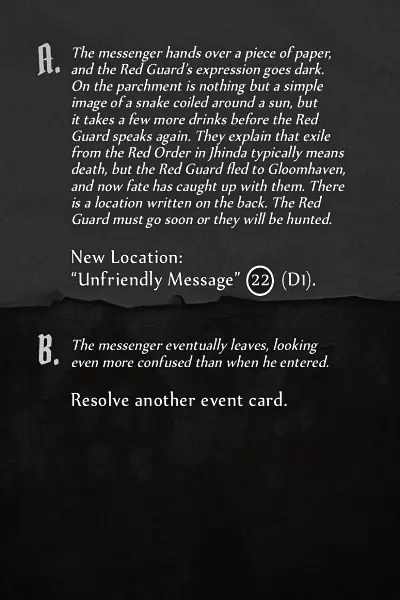 A. The messenger hands over a piece of paper,
and the Red Guard's expression goes dark.
On the parchment is nothing but a simple
image of a snake coiled around a sun, but
it takes a few more drinks before the Red
Guard speaks again. They explain that exile
from the Red Order in Jhinda typically means
death, but the Red Guard fled to Gloomhaven,
and now fate has caught up with them. There
is a location written on the back. The Red
Guard must go soon or they will be hunted.
New Location:
“Unfriendly Message” 22 (D1).
B. The messenger eventually leaves, looking
even more confused than when he entered.
Resolve another event card.